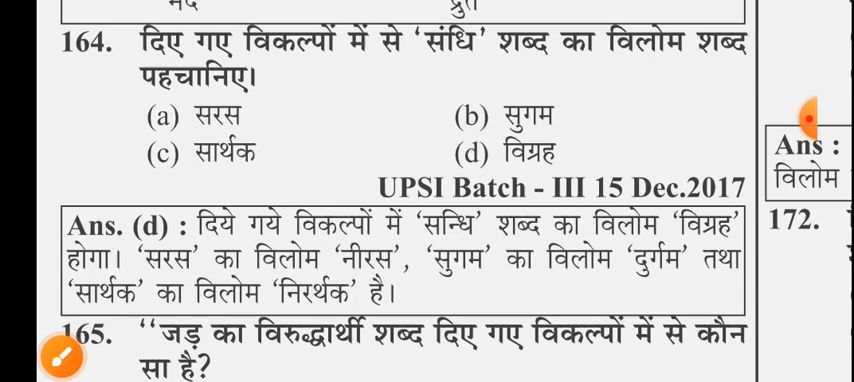 164. दिए गए विकल्पों में से ‘संधि’ शब्द का विलोम शब्द
पहचानिए।
(a) सरस (b) सुगम
(c) सार्थक (d) विग्रह
UPSI Batch - III 15 Dec.2017
Ans. (d) : दिये गये विकल्पों में ‘सन्धि’ शब्द का विलोम ‘विग्रह’
होगा। ‘सरस’ का विलोम ‘नीरस’, ‘सुगम’ का विलोम ‘दुर्गम’ तथा
‘सार्थक’ का विलोम ‘निरर्थक’ है।
165. ‘‘जड़ का विरुद्धार्थी शब्द दिए गए विकल्पों में से कौन
सा है?
Ans :
विलोम
172.